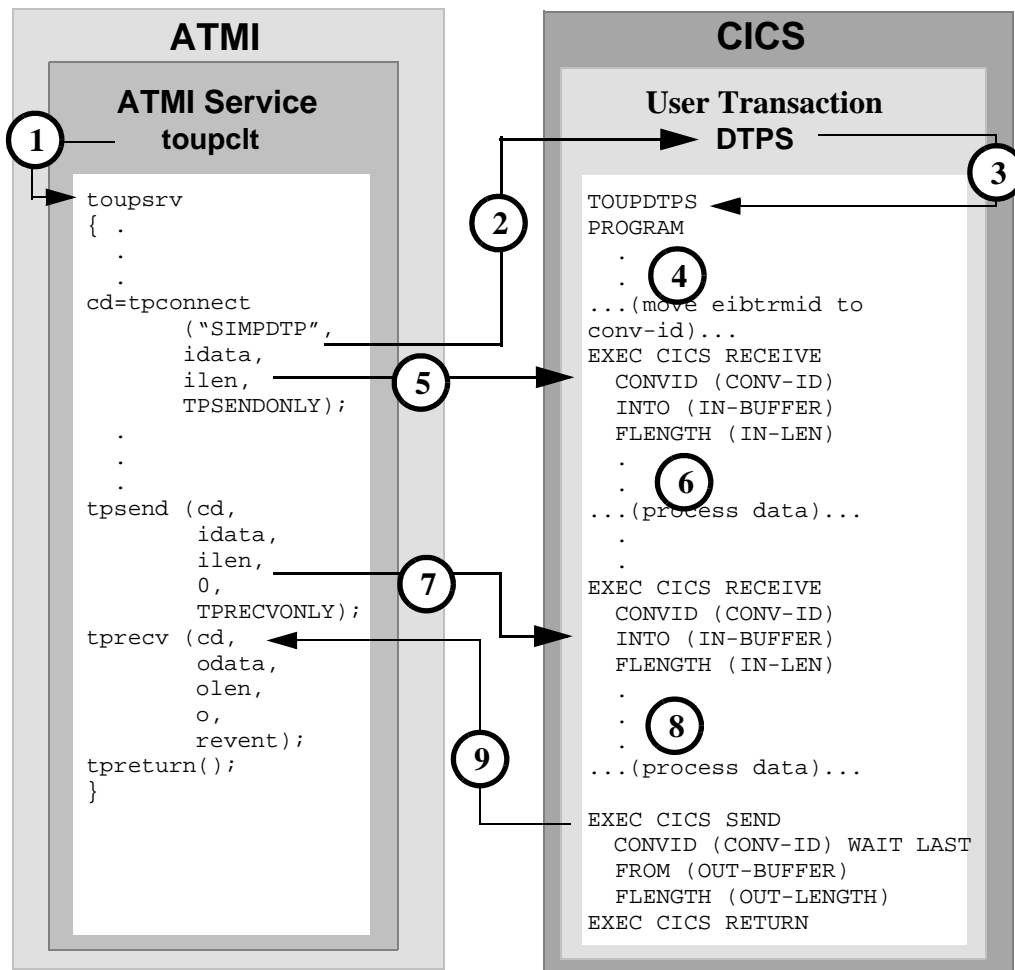 ATMI
ATMI Service
toupclt
1
toupsrv
{ .
.
.
cd=tpconnect
(“SIMPDTP”,
idata,
ilen,
TPSENDONLY);
.
.
.
tpsend (cd,
idata,
ilen,
0,
TPRECVONLY);
tprecv (cd,
odata,
olen,
o,
revent);
tpreturn();
}
2
5
7
9
CICS
User Transaction
DTPS
3
TOUPDTPS
PROGRAM
.
.
4
...(move eibtrmid to
conv-id)...
EXEC CICS RECEIVE
CONVID (CONV-ID)
INTO (IN-BUFFER)
FLENGTH (IN-LEN)
.
.
6
...(process data)...
.
.
EXEC CICS RECEIVE
CONVID (CONV-ID)
INTO (IN-BUFFER)
FLENGTH (IN-LEN)
.
.
.
8
...(process data)...
EXEC CICS SEND
CONVID (CONV-ID) WAIT LAST
FROM (OUT-BUFFER)
FLENGTH (OUT-LENGTH)
EXEC CICS RETURN